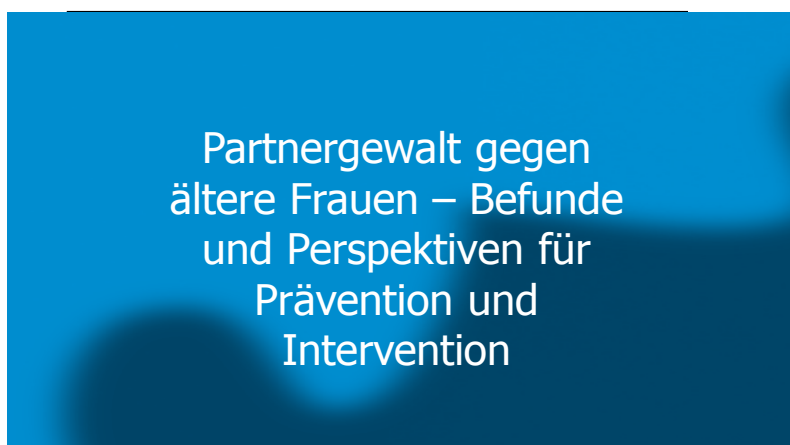 Partnergewalt gegen
ältere Frauen – Befunde
und Perspektiven für
Prävention und
Intervention